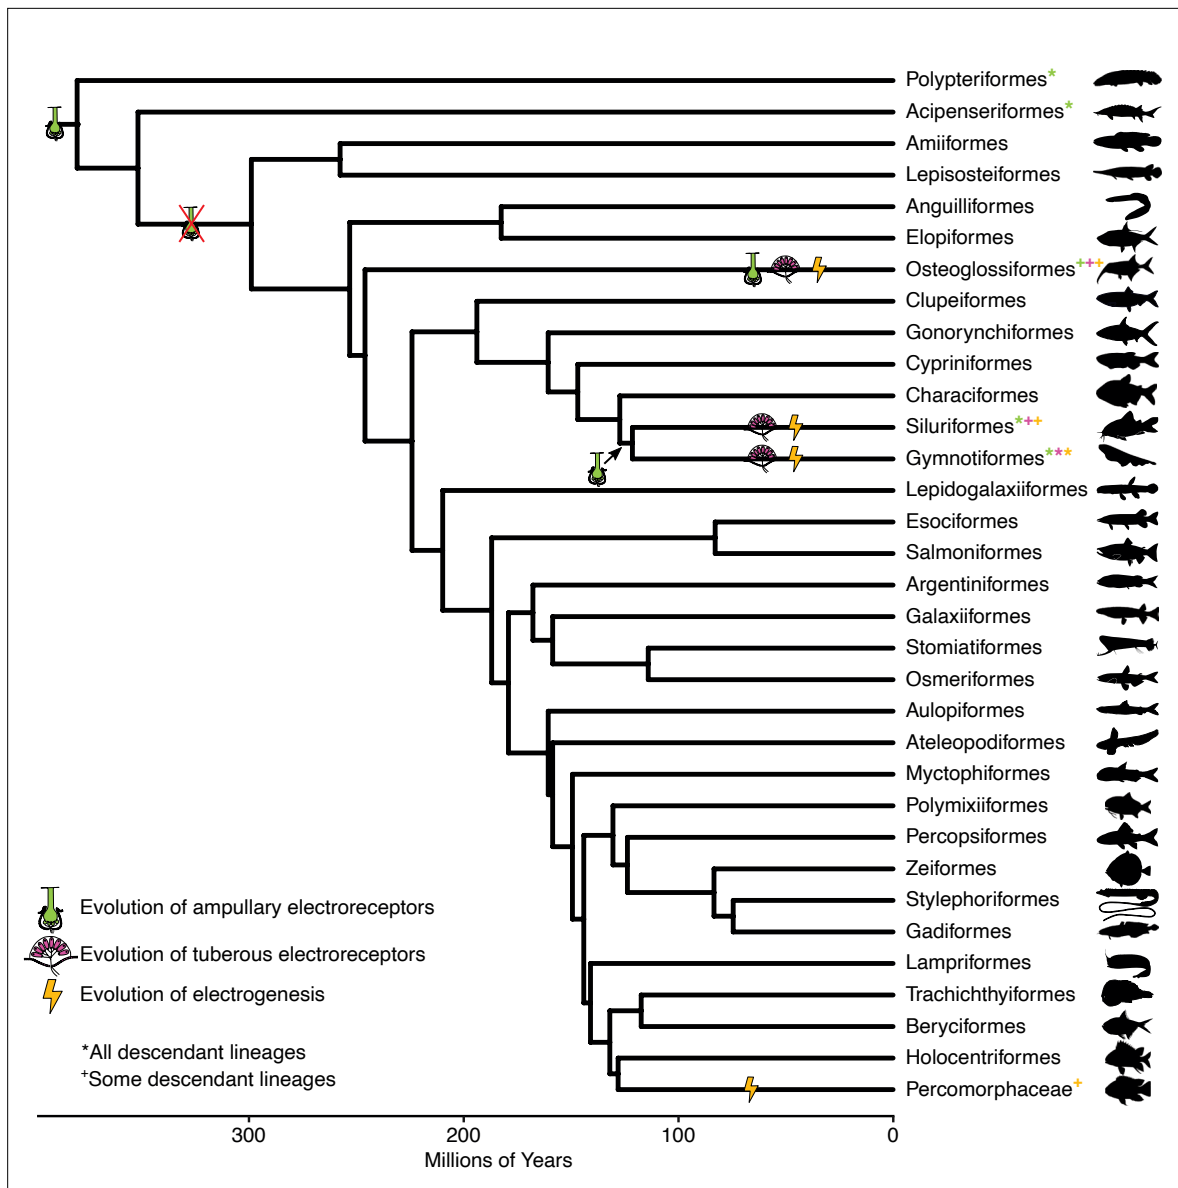 Polypteriformes*
Acipenseriformes*
Amiiformes
Lepisosteiformes
Anguilliformes
Elopiformes
Osteoglossiformes+++
Clupeiformes
Gonorynchiformes
Cypriniformes
Characiformes
Siluriformes*++
Gymnotiformes***
Lepidogalaxiiformes
Esociformes
Salmoniformes
Argentiniformes
Galaxiiformes
Stomiatiformes
Osmeriformes
Aulopiformes
Ateleopodiformes
Myctophiformes
Polymixiiformes
Percopsiformes
Zeiformes
Stylephoriformes
Gadiformes
Lampriformes
Trachichthyiformes
Beryciformes
Holocentriformes
Percomorphaceae+
Evolution of ampullary electroreceptors
Evolution of tuberous electroreceptors
Evolution of electrogenesis
*All descendant lineages
+Some descendant lineages
300 200 100 0
Millions of Years